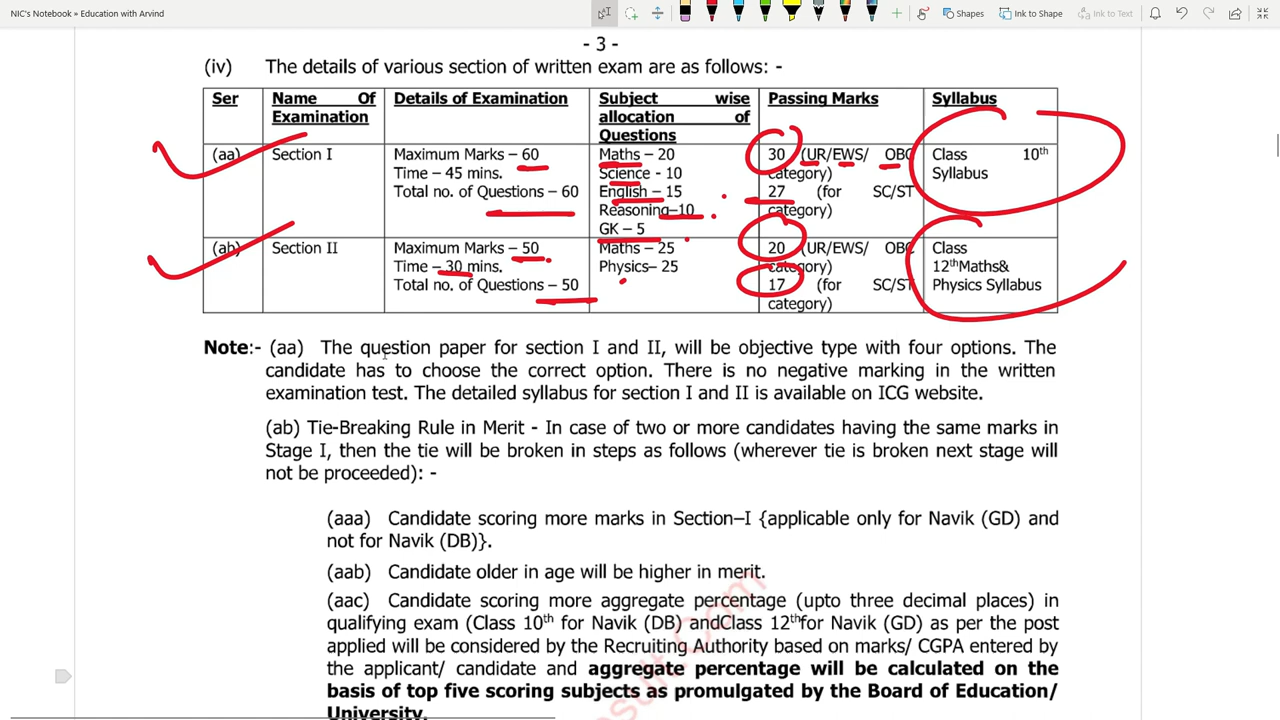 NIC's Notebook » Education with Arvind
Shapes Ink to Shape Ink to Text
- 3 -
(iv) The details of various section of written exam are as follows: -
Ser Name Of Examination Details of Examination Subject wise allocation of Questions Passing Marks Syllabus
(aa) Section I
Maximum Marks – 60
Time – 45 mins.
Total no. of Questions – 60
Maths – 20
Science - 10
English – 15
Reasoning–10
GK – 5
30 (UR/EWS/ OBC
category)
27 (for SC/ST
category)
Class 10th
Syllabus
(ab) Section II
Maximum Marks – 50
Time – 30 mins.
Total no. of Questions – 50
Maths – 25
Physics– 25
20 (UR/EWS/ OBC
category)
17 (for SC/ST
category)
Class
12thMaths&
Physics Syllabus
Note:- (aa) The question paper for section I and II, will be objective type with four options. The
candidate has to choose the correct option. There is no negative marking in the written
examination test. The detailed syllabus for section I and II is available on ICG website.
(ab) Tie-Breaking Rule in Merit - In case of two or more candidates having the same marks in
Stage I, then the tie will be broken in steps as follows (wherever tie is broken next stage will
not be proceeded): -
(aaa) Candidate scoring more marks in Section–I {applicable only for Navik (GD) and
not for Navik (DB)}.
(aab) Candidate older in age will be higher in merit.
(aac) Candidate scoring more aggregate percentage (upto three decimal places) in
qualifying exam (Class 10th for Navik (DB) andClass 12thfor Navik (GD) as per the post
applied will be considered by the Recruiting Authority based on marks/ CGPA entered by
the applicant/ candidate and aggregate percentage will be calculated on the
basis of top five scoring subjects as promulgated by the Board of Education/
University.